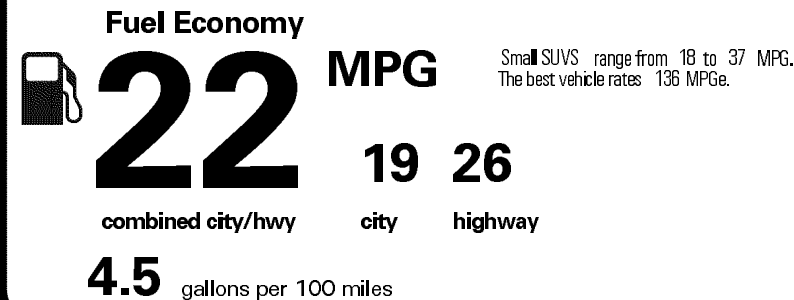 Fuel Economy
22 MPG
Small SUVS range from 18 to 37 MPG.
The best vehicle rates 136 MPGe.
19 26
combined city/hwy city highway
4.5 gallons per 100 miles